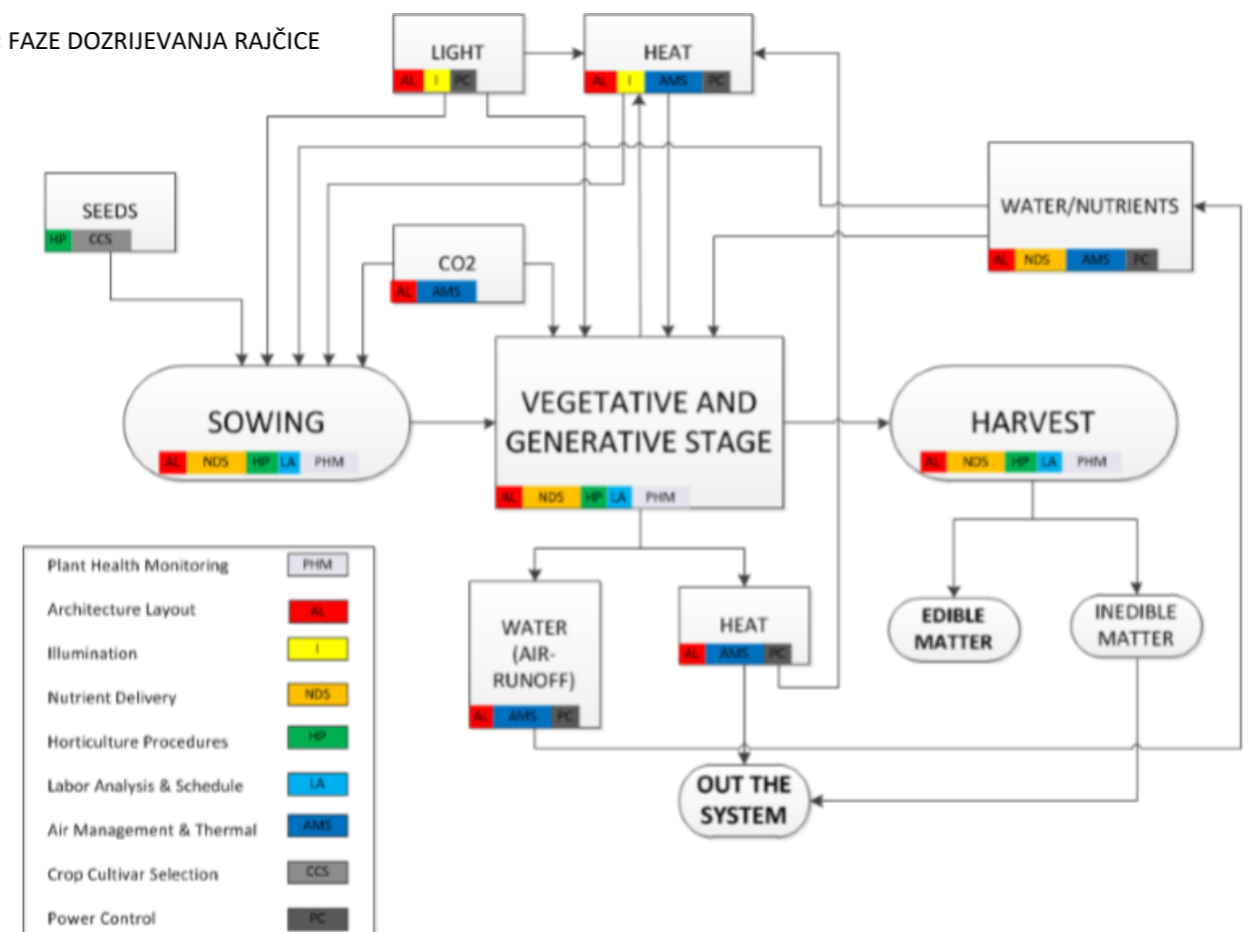 : FAZE DOZRIJEVANJA RAJČICE
LIGHT
AL I PC
HEAT
AL I AMS PC
SEEDS
HP CCS
CO2
AL AMS
WATER/NUTRIENTS
AL NDS AMS PC
SOWING
AL NDS HP LA PHM
VEGETATIVE AND
GENERATIVE STAGE
AL NDS HP LA PHM
HARVEST
AL NDS HP LA PHM
WATER
(AIR-
RUNOFF)
AL AMS PC
HEAT
AL AMS PC
EDIBLE
MATTER
INEDIBLE
MATTER
OUT THE
SYSTEM
Plant Health Monitoring PHM
Architecture Layout AL
Illumination I
Nutrient Delivery NDS
Horticulture Procedures HP
Labor Analysis & Schedule LA
Air Management & Thermal AMS
Crop Cultivar Selection CCS
Power Control PC